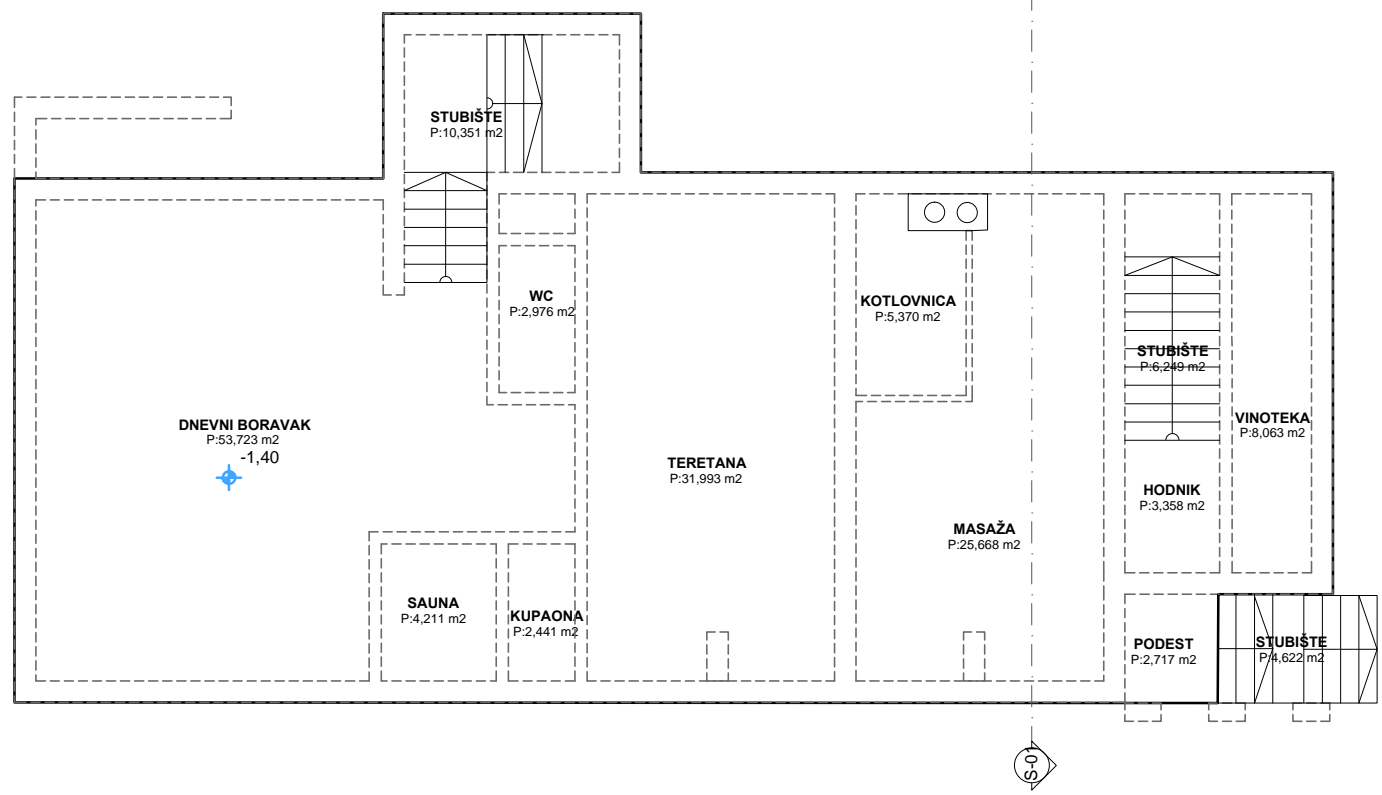 STUBIŠTE
P:10,351 m2
WC
P:2,976 m2
KOTLOVNICA
P:5,370 m2
STUBIŠTE
P:6,249 m2
DNEVNI BORAVAK
P:53,723 m2
-1,40
VINOTEKA
P:8,063 m2
TERETANA
P:31,993 m2
HODNIK
P:3,358 m2
MASAŽA
P:25,668 m2
SAUNA
P:4,211 m2
KUPAONA
P:2,441 m2
PODEST
P:2,717 m2
STUBIŠTE
P:4,622 m2
S-01